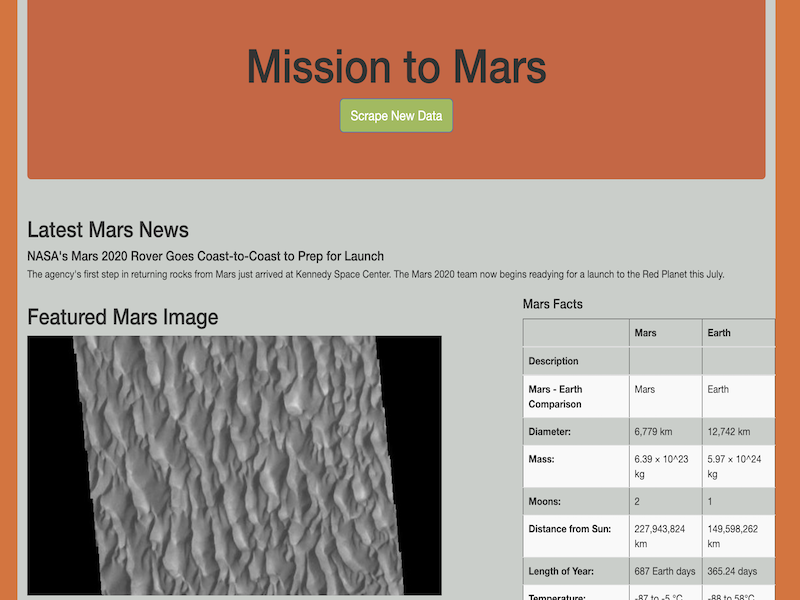 Mission to Mars
Scrape New Data
Latest Mars News
NASA's Mars 2020 Rover Goes Coast-to-Coast to Prep for Launch
The agency's first step in returning rocks from Mars just arrived at Kennedy Space Center. The Mars 2020 team now begins readying for a launch to the Red Planet this July.
Featured Mars Image
Mars Facts
Mars Earth
Description
Mars - Earth Mars Earth
Comparison
Diameter: 6,779 km 12,742 km
Mass: 6.39 × 10^23 5.97 × 10^24
kg kg
Moons: 2 1
Distance from Sun: 227,943,824 149,598,262
km km
Length of Year: 687 Earth days 365.24 days
Temperature: -87 to -5 °C -88 to 58°C